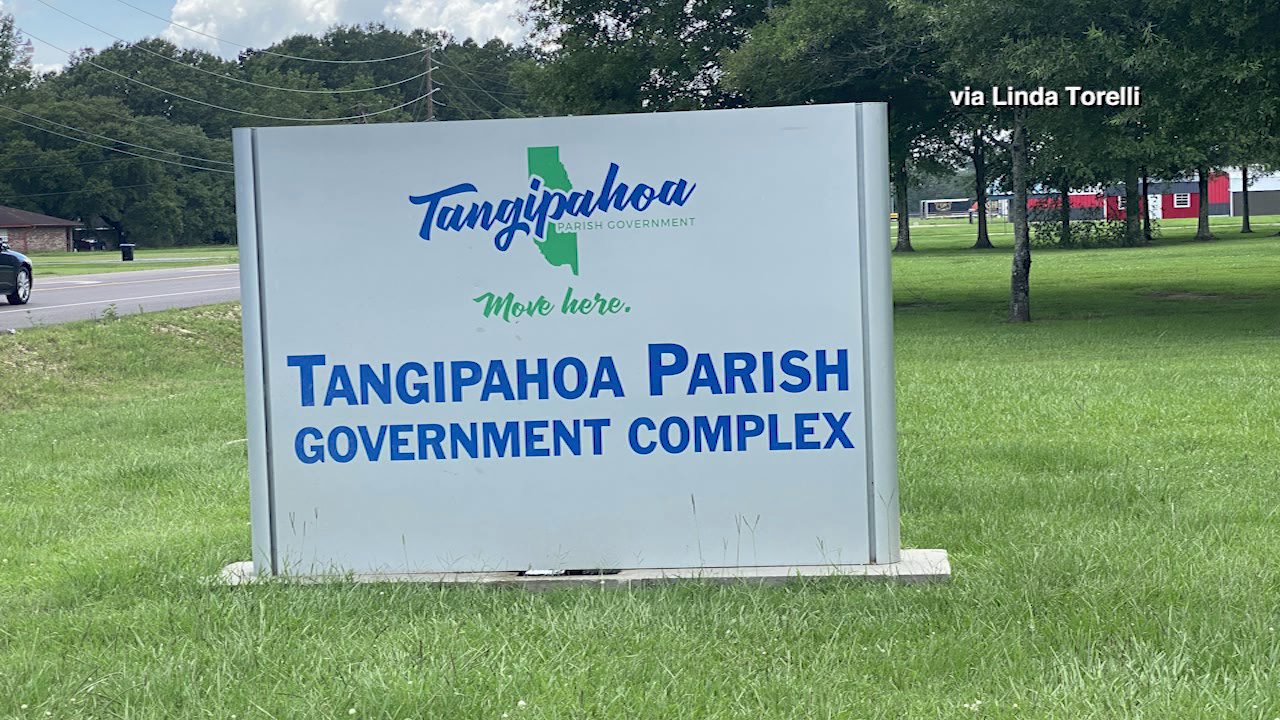 via Linda Torelli
Tangipahoa
PARISH GOVERNMENT
Move here.
TANGIPAHOA PARISH
GOVERNMENT COMPLEX